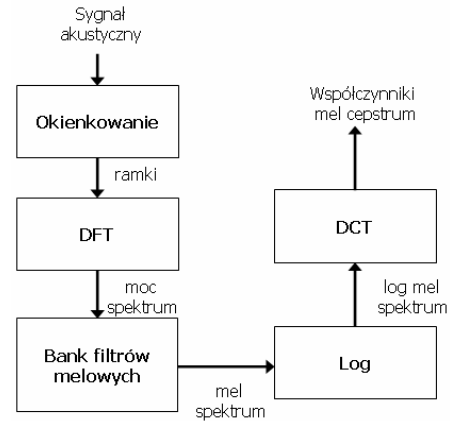 Sygnał
akustyczny
Okienkowanie
ramki
DFT
moc
spektrum
Bank filtrów
melowych
mel
spektrum
Log
log mel
spektrum
DCT
Współczynniki
mel cepstrum